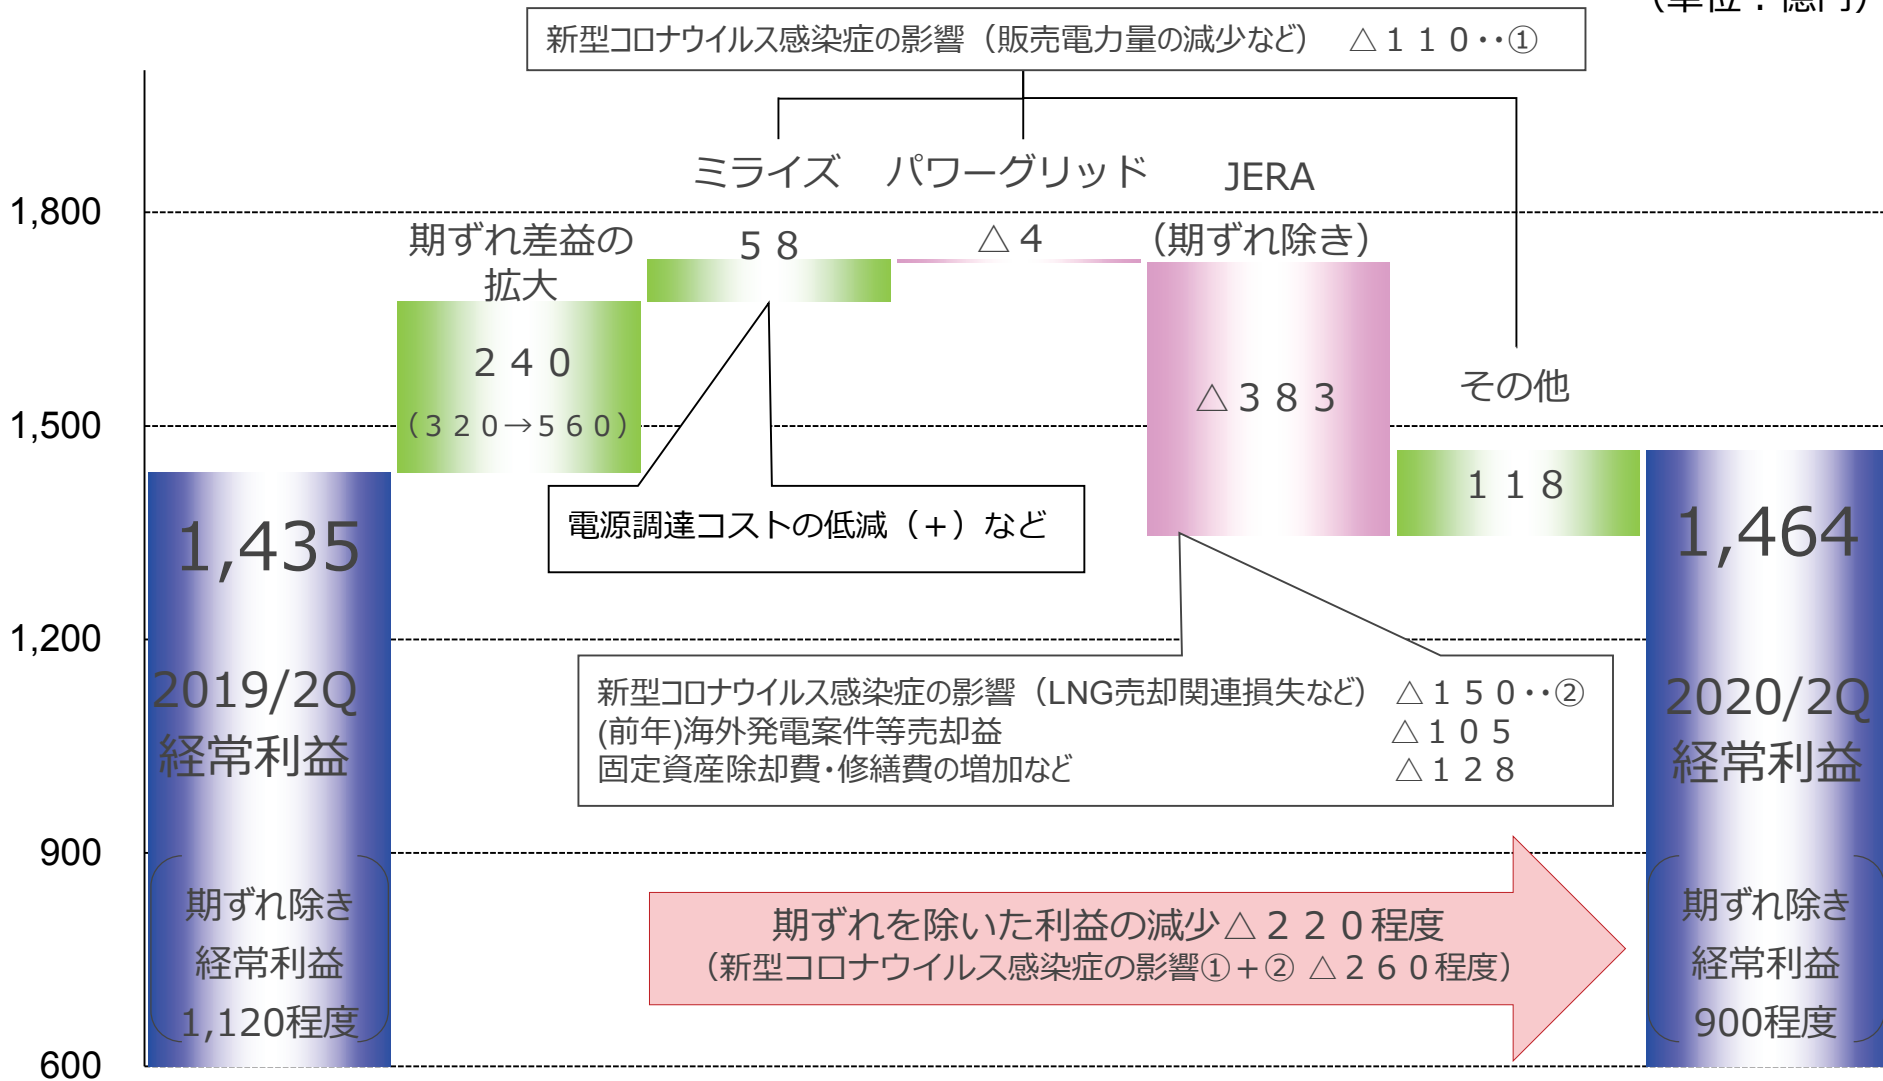 (単位：億円)
新型コロナウイルス感染症の影響（販売電力量の減少など） △１１０‥①
ミライズ
パワーグリッド
JERA
（期ずれ除き）
1,800
期ずれ差益の
拡大
５８
△４
２４０
（３２０→５６０）
△３８３
その他
１１８
1,500
電源調達コストの低減（＋）など
1,435
2019/2Q
経常利益
1,464
2020/2Q
経常利益
1,200
新型コロナウイルス感染症の影響（LNG売却関連損失など） △１５０‥②
(前年)海外発電案件等売却益 △１０５
固定資産除却費・修繕費の増加など △１２８
900
期ずれ除き
経常利益
1,120程度
期ずれを除いた利益の減少△２２０程度
（新型コロナウイルス感染症の影響①＋② △２６０程度）
期ずれ除き
経常利益
900程度
600